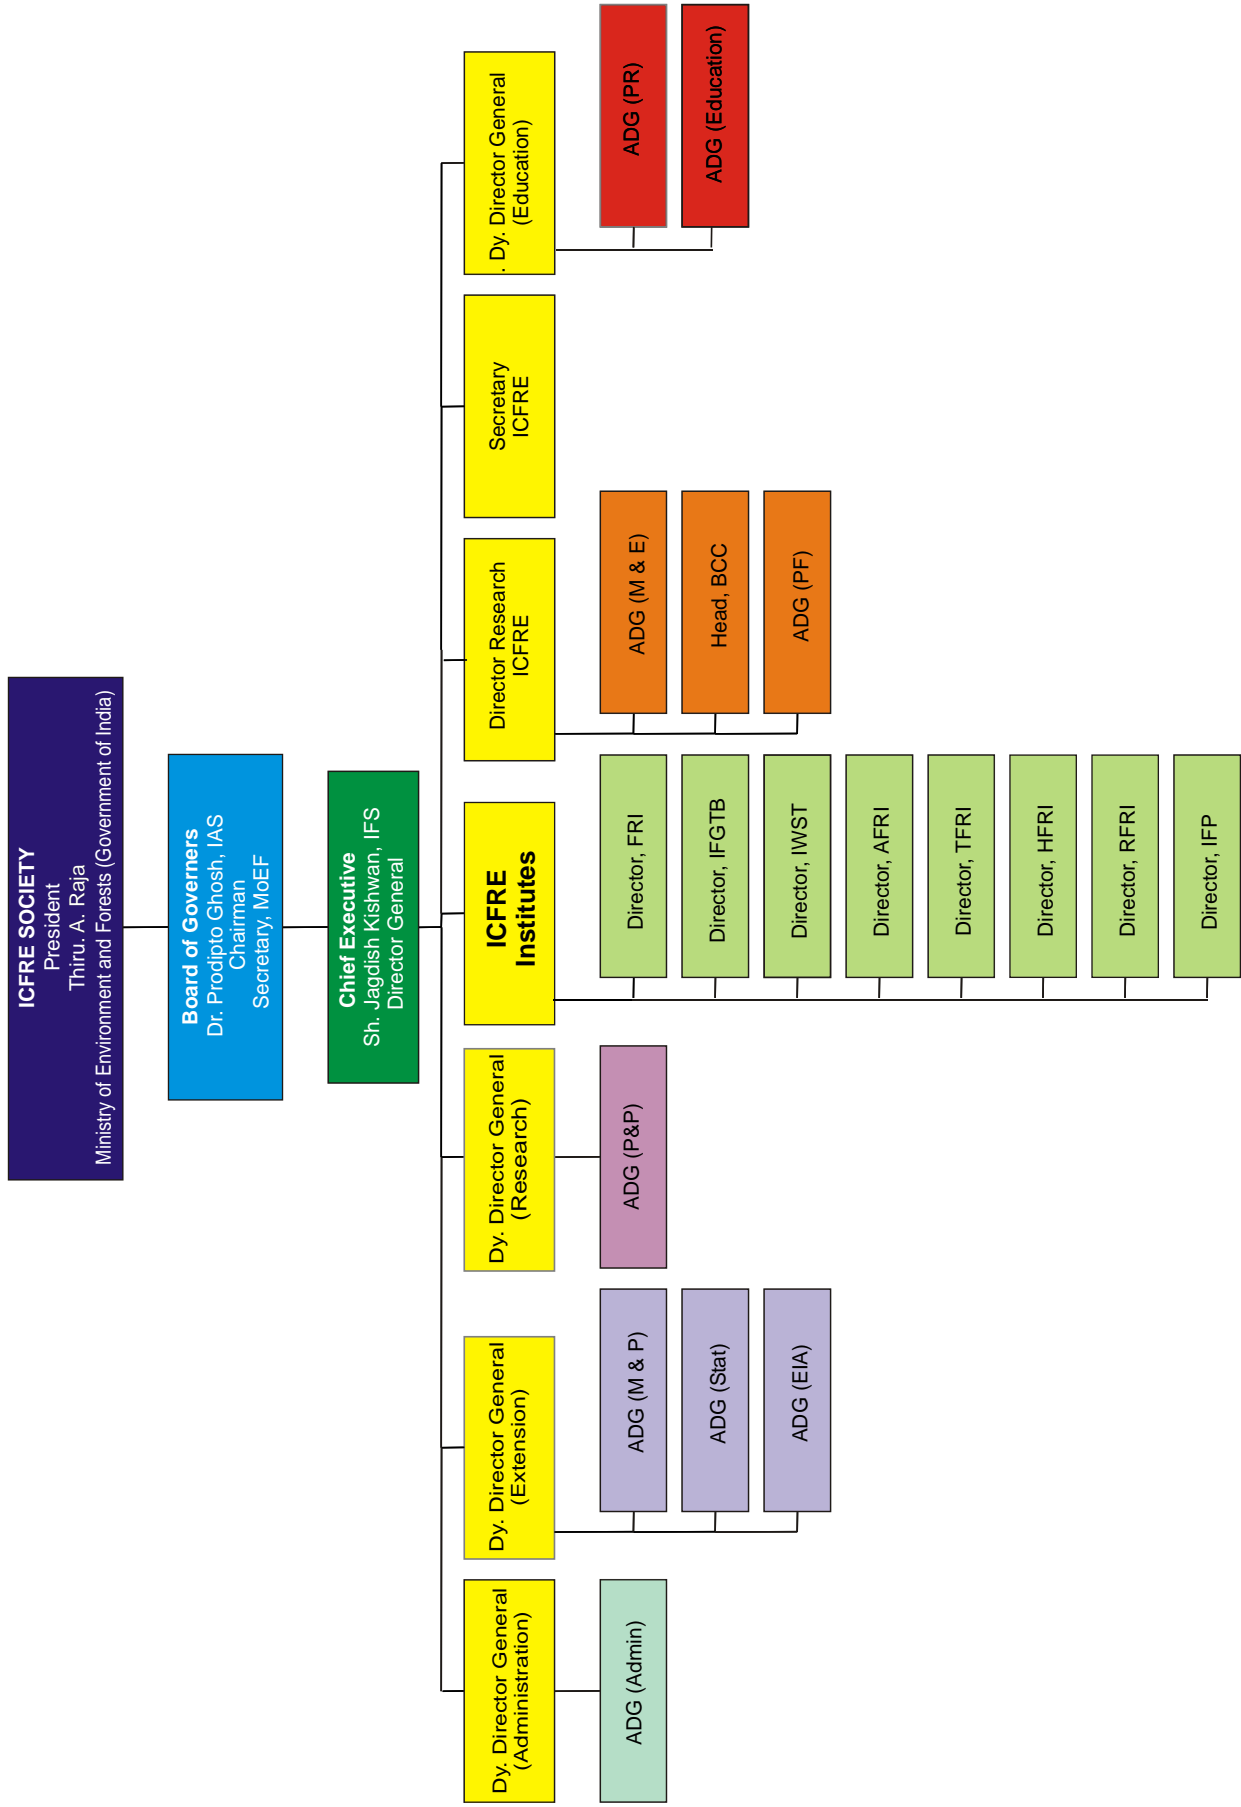 ICFRE SOCIETY
President
Thiru. A. Raja
Ministry of Environment and Forests (Government of India)
Board of Governers
Dr. Prodipto Ghosh, IAS
Chairman
Secretary, MoEF
Chief Executive
Sh. Jagdish Kishwan, IFS
Director General
Dy. Director General
(Administration)
Dy. Director General
(Extension)
Dy. Director General
(Research)
ICFRE
Institutes
Director Research
ICFRE
Secretary
ICFRE
. Dy. Director General
(Education)
ADG (Admin)
ADG (M & P)
ADG (Stat)
ADG (EIA)
ADG (P&P)
Director, FRI
Director, IFGTB
Director, IWST
Director, AFRI
Director, TFRI
Director, HFRI
Director, RFRI
Director, IFP
ADG (M & E)
Head, BCC
ADG (PF)
ADG (PR)
ADG (Education)